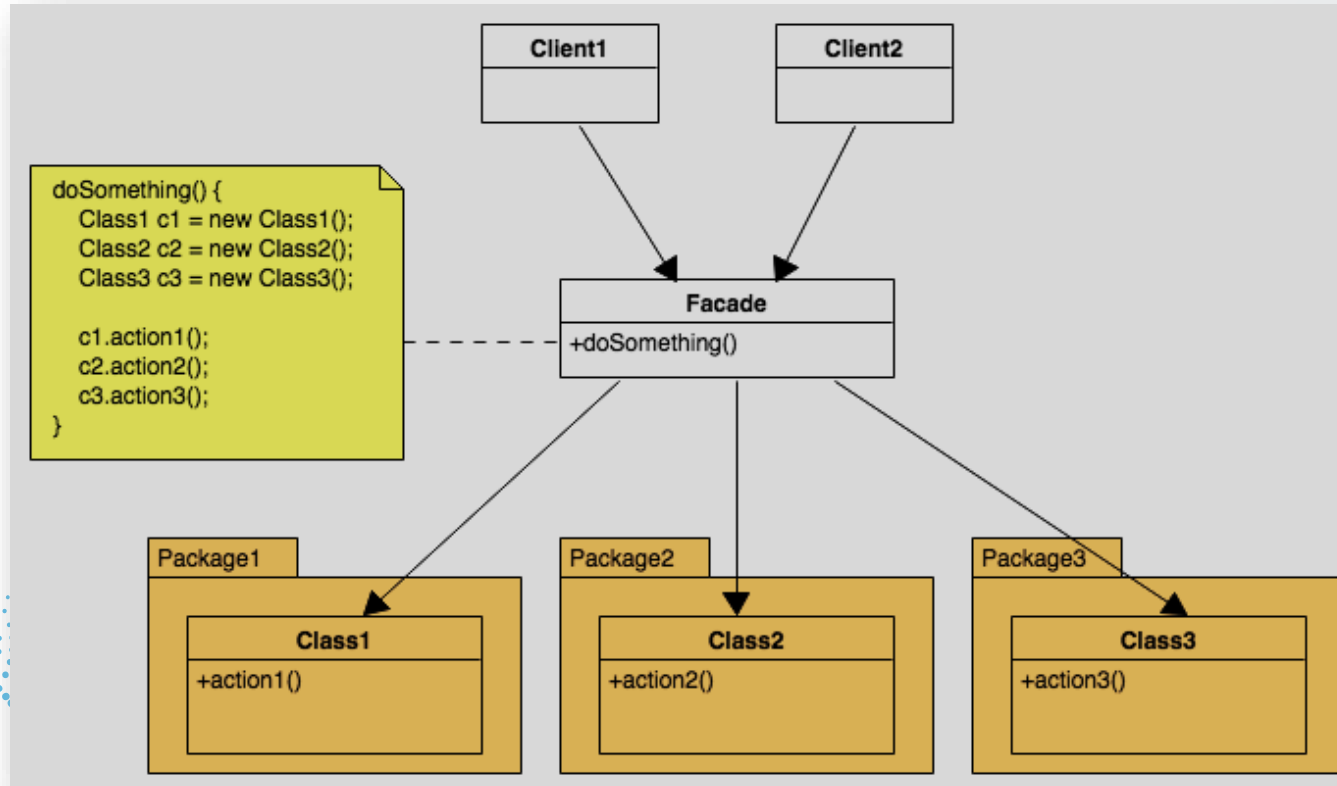 Client1
Client2
doSomething() {
Class1 c1 = new Class1();
Class2 c2 = new Class2();
Class3 c3 = new Class3();
c1.action1();
c2.action2();
c3.action3();
}
Facade
+doSomething()
Package1
Class1
+action1()
Package2
Class2
+action2()
Package3
Class3
+action3()